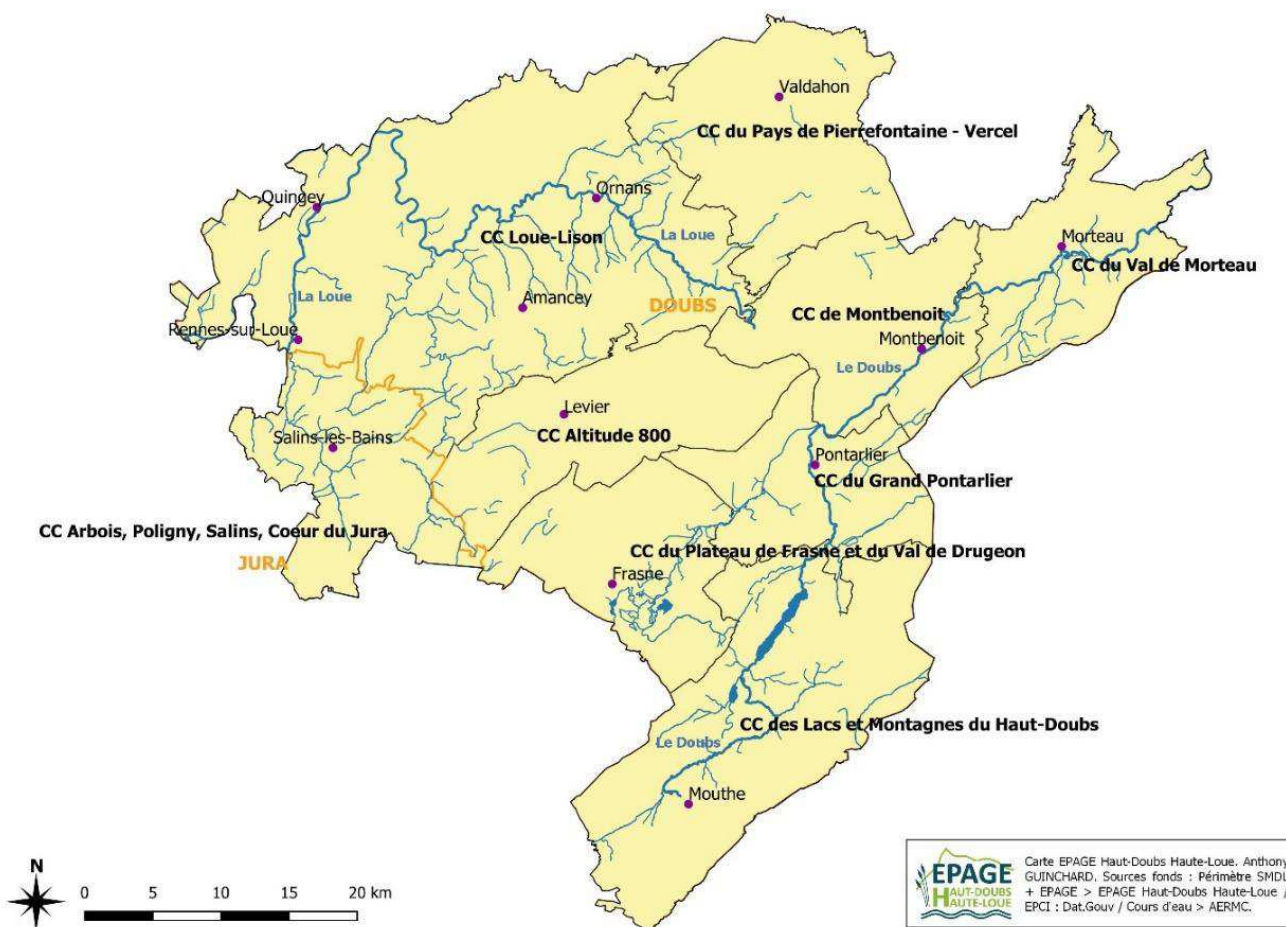 Valdahon
CC du Pays de Pierrefontaine - Vercel
Quingey
Ornans
CC Loue-Lison
La Loue
Morteau
CC du Val de Morteau
La Loue
Amancey
DOUBS
CC de Montbenoit
Rennes-sur-Loue
Montbenoit
Le Doubs
Levier
CC Altitude 800
Salins-les-Bains
Pontarlier
CC du Grand Pontarlier
CC Arbois, Poligny, Salins, Coeur du Jura
JURA
CC du Plateau de Frasne et du Val de Drugeon
Frasne
CC des Lacs et Montagnes du Haut-Doubs
Le Doubs
Mouthe
N
0 5 10 15 20 km
EPAGE
HAUT-DOUBS
HAUTE-LOUE
Carte EPAGE Haut-Doubs Haute-Loue. Anthony
GUINCHARD. Sources fonds : Périmètre SMDL
+ EPAGE > EPAGE Haut-Doubs Haute-Loue /
EPCI : Dat.Gouv / Cours d'eau > AERMC.